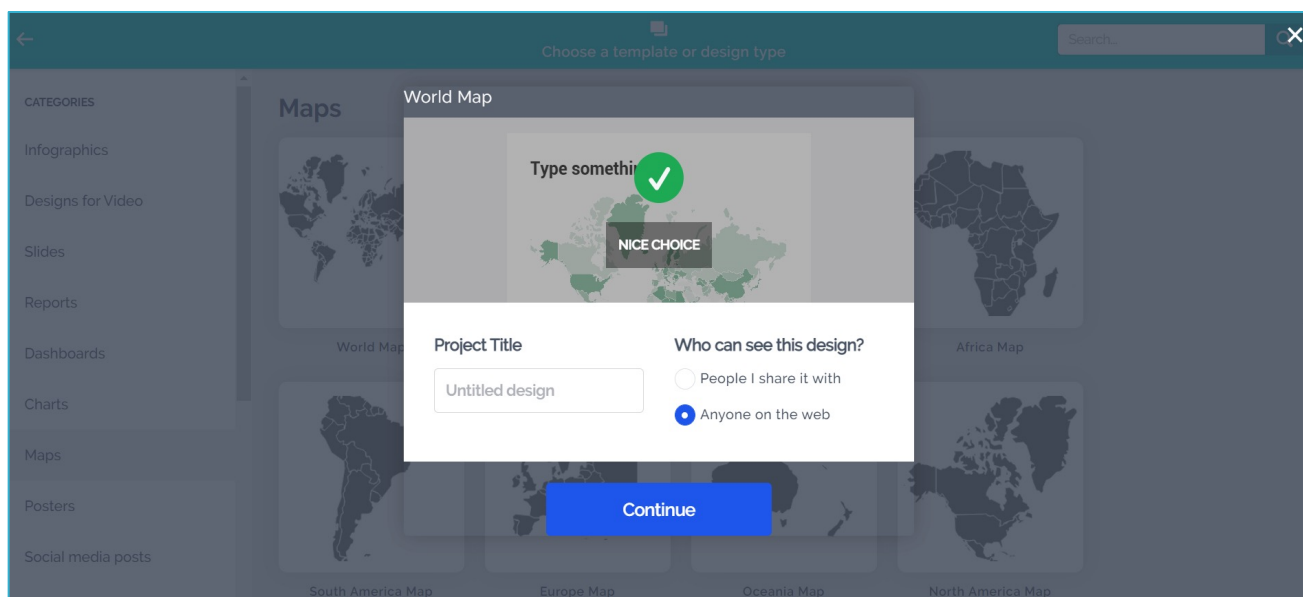 Choose a template or design type
Search...
CATEGORIES
Infographics
Designs for Video
Slides
Reports
Dashboards
Charts
Maps
Posters
Social media posts
Maps
World Map
Africa Map
South America Map
Europe Map
Oceania Map
North America Map
World Map
Type somethin
NICE CHOICE
Project Title
Untitled design
Who can see this design?
People I share it with
Anyone on the web
Continue